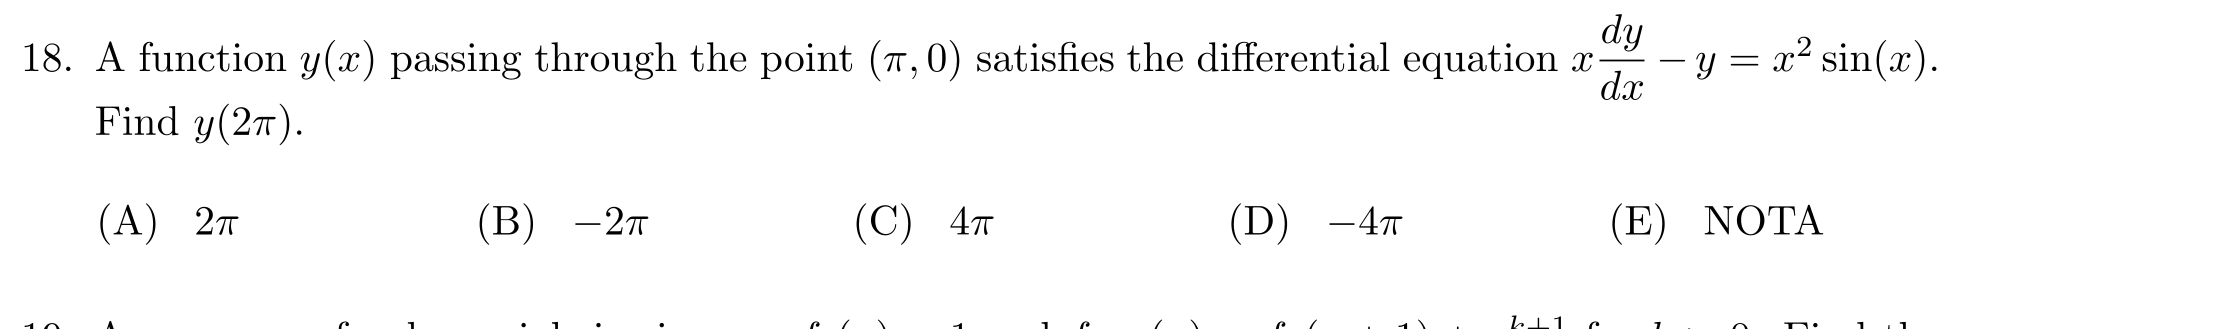 18. A function y(x) passing through the point (π, 0) satisfies the differential equation x dy/dx − y = x² sin(x).
Find y(2π).
(A) 2π (B) −2π (C) 4π (D) −4π (E) NOTA